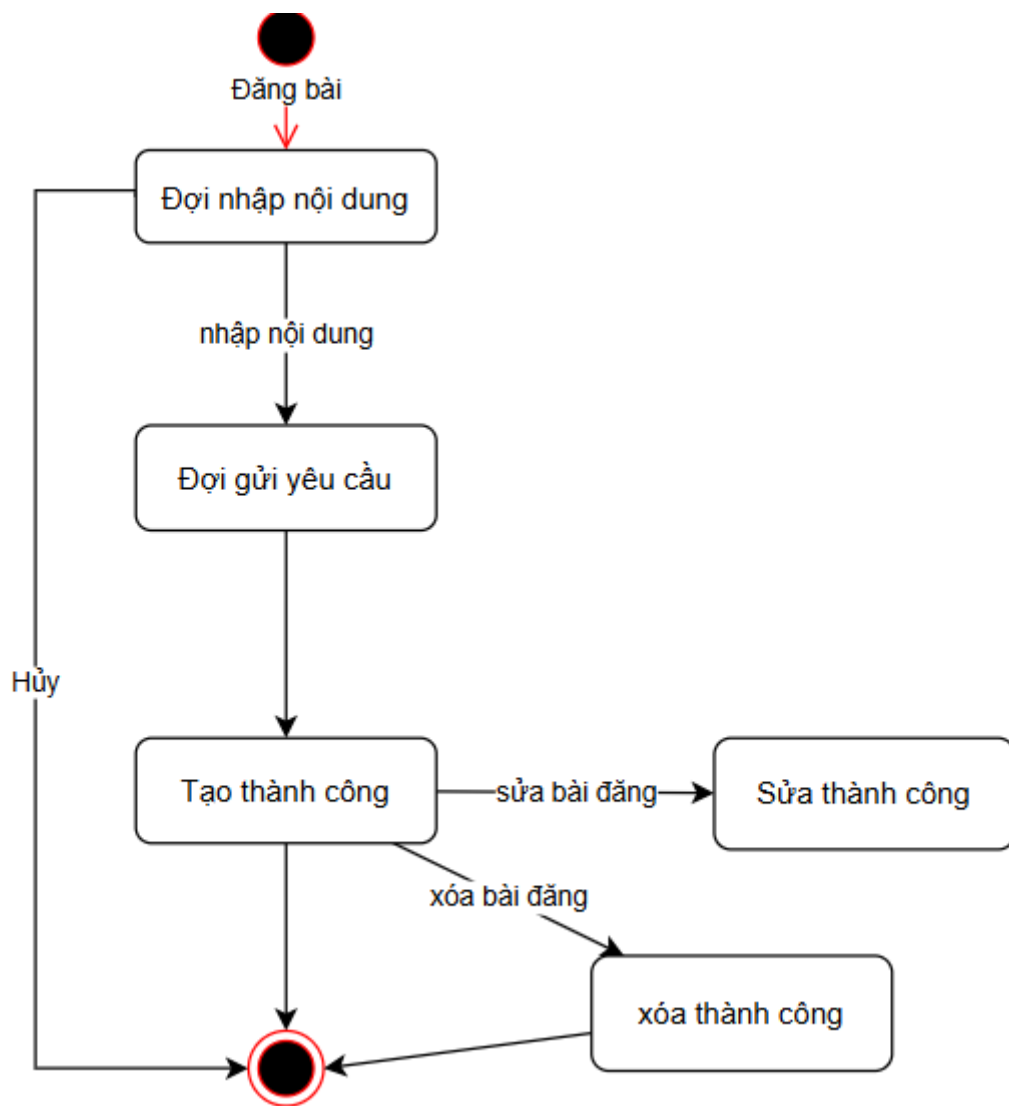 Đăng bài
Đợi nhập nội dung
nhập nội dung
Đợi gửi yêu cầu
Hủy
Tạo thành công
sửa bài đăng
Sửa thành công
xóa bài đăng
xóa thành công